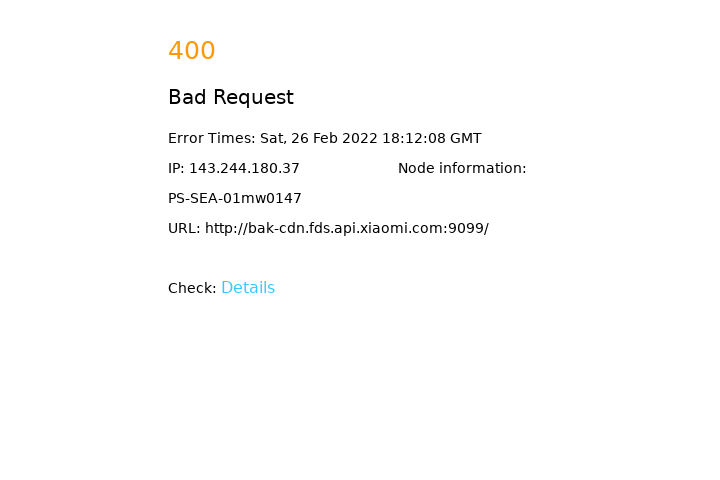 400
Bad Request
Error Times: Sat, 26 Feb 2022 18:12:08 GMT
IP: 143.244.180.37 Node information:
PS-SEA-01mw0147
URL: http://bak-cdn.fds.api.xiaomi.com:9099/
Check: Details